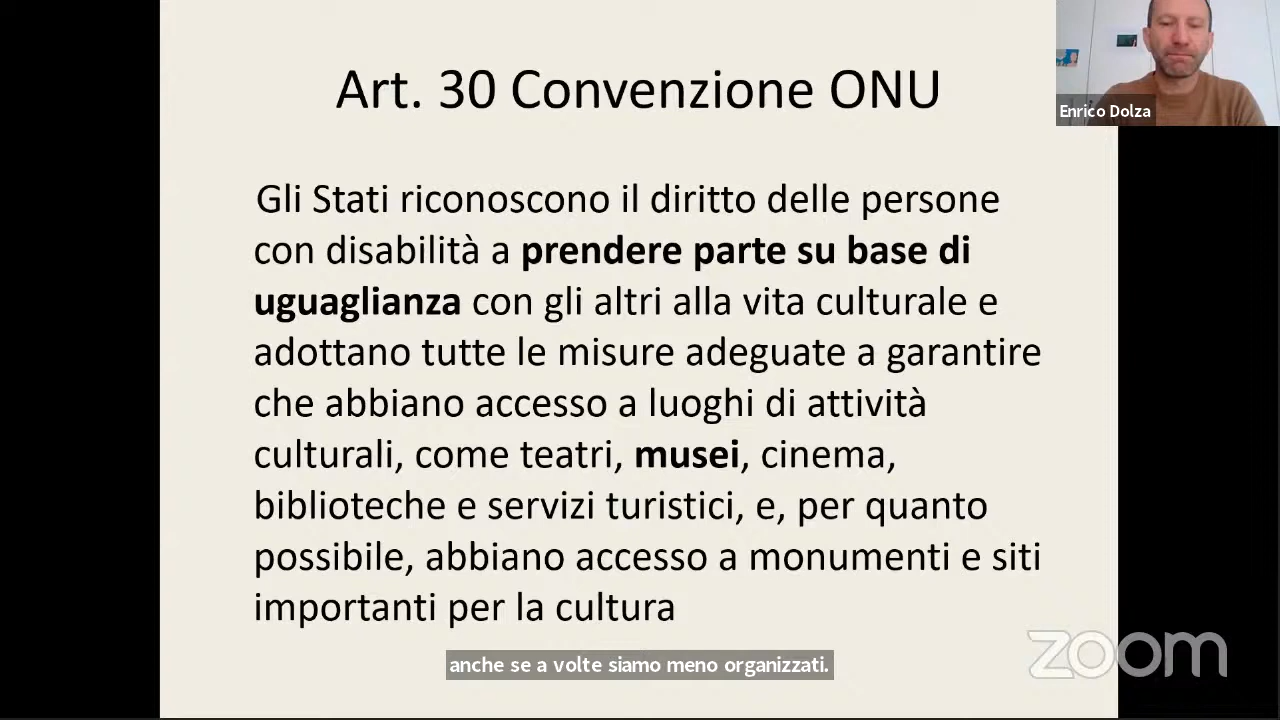 Art. 30 Convenzione ONU
Enrico Dolza
Gli Stati riconoscono il diritto delle persone
con disabilità a prendere parte su base di
uguaglianza con gli altri alla vita culturale e
adottano tutte le misure adeguate a garantire
che abbiano accesso a luoghi di attività
culturali, come teatri, musei, cinema,
biblioteche e servizi turistici, e, per quanto
possibile, abbiano accesso a monumenti e siti
importanti per la cultura
anche se a volte siamo meno organizzati.
zoom